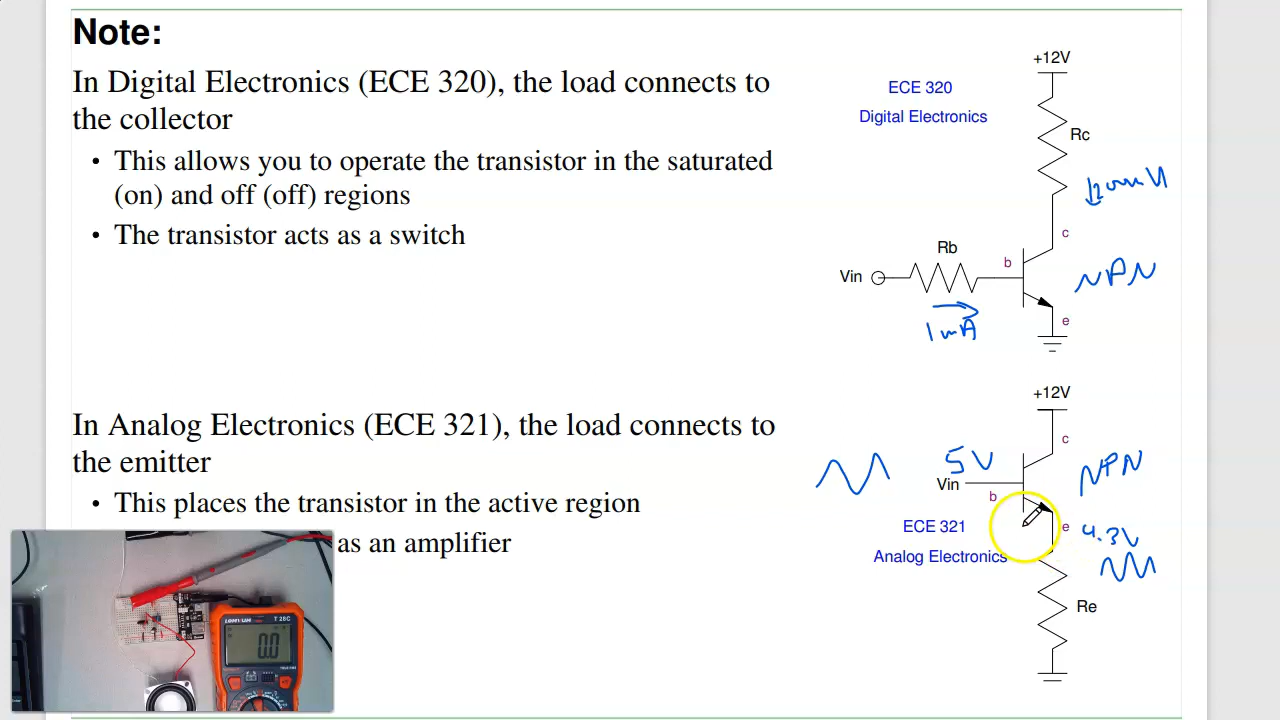 Note:
In Digital Electronics (ECE 320), the load connects to
the collector
• This allows you to operate the transistor in the saturated
(on) and off (off) regions
• The transistor acts as a switch
+12V
ECE 320
Digital Electronics
Rc
c
Rb
b
Vin
NPN
1mA
e
In Analog Electronics (ECE 321), the load connects to
the emitter
• This places the transistor in the active region
as an amplifier
+12V
c
5V
NPN
Vin
b
ECE 321
e
4.3V
Analog Electronics
Re
T 28C
0.0